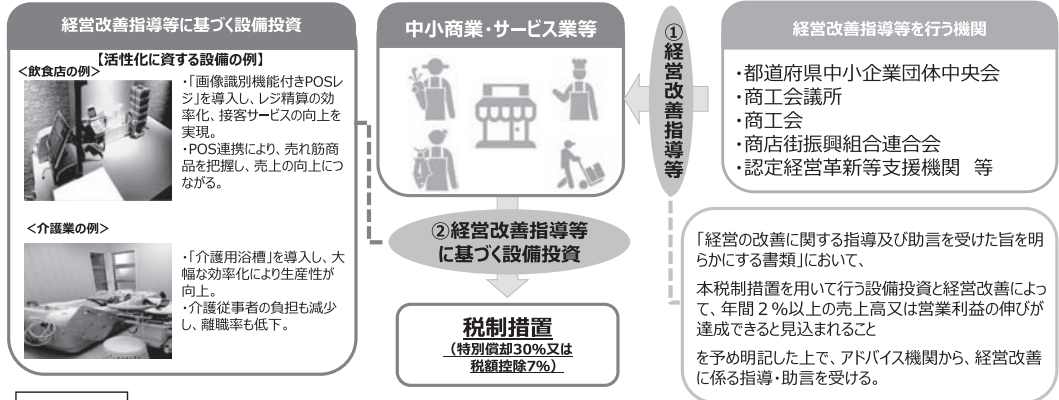 経営改善指導等に基づく設備投資
【活性化に資する設備の例】
<飲食店の例>
・「画像識別機能付きPOSレ
ジ」を導入し、レジ精算の効
率化、接客サービスの向上を
実現。
・POS連携により、売れ筋商
品を把握し、売上の向上につ
ながる。
<介護業の例>
・「介護用浴槽」を導入し、大
幅な効率化により生産性が
向上。
・介護従事者の負担も減少
し、離職率も低下。
中小商業・サービス業等
②経営改善指導等
に基づく設備投資
税制措置
（特別償却30%又は
税額控除7%）
①経営改善指導等
経営改善指導等を行う機関
・都道府県中小企業団体中央会
・商工会議所
・商工会
・商店街振興組合連合会
・認定経営革新等支援機関　等
「経営の改善に関する指導及び助言を受けた旨を明
らかにする書類」において、
本税制措置を用いて行う設備投資と経営改善によっ
て、年間２%以上の売上高又は営業利益の伸びが
達成できると見込まれること
を予め明記した上で、アドバイス機関から、経営改善
に係る指導・助言を受ける。